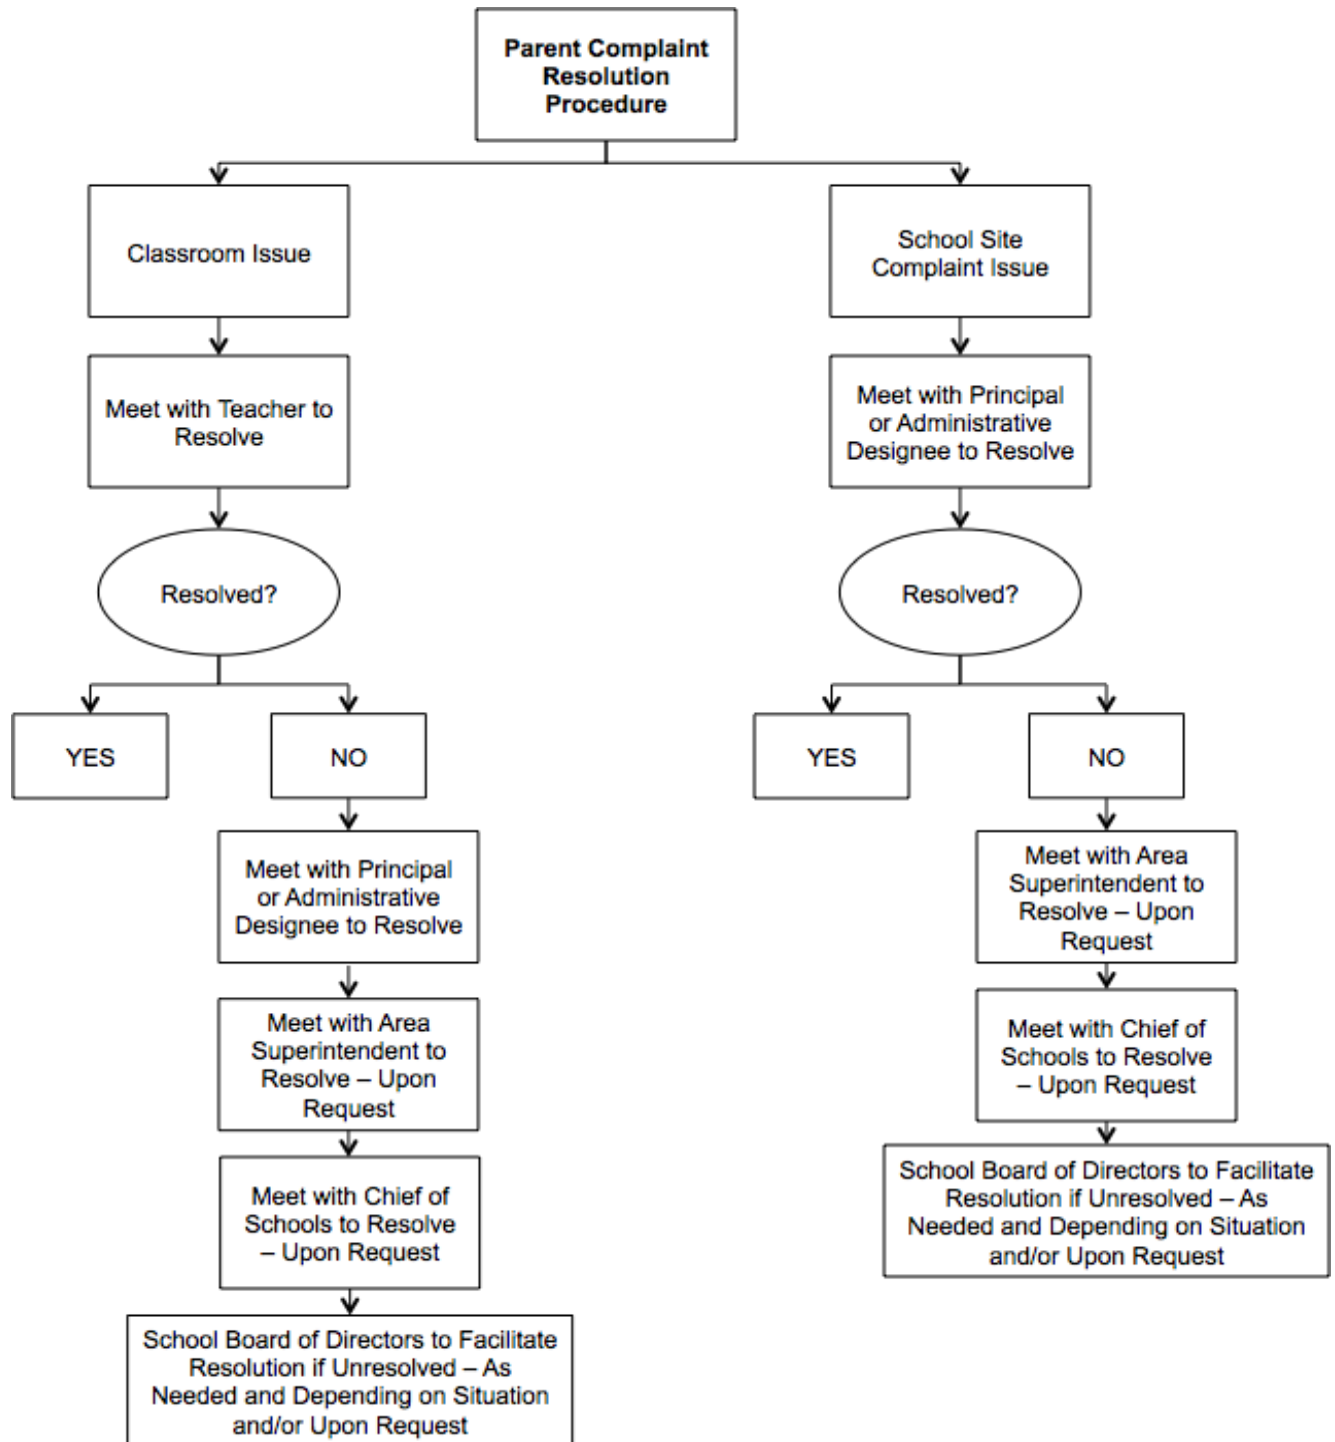 Parent Complaint
Resolution
Procedure
Classroom Issue
School Site
Complaint Issue
Meet with Teacher to
Resolve
Meet with Principal
or Administrative
Designee to Resolve
Resolved?
Resolved?
YES
NO
YES
NO
Meet with Principal
or Administrative
Designee to Resolve
Meet with Area
Superintendent to
Resolve – Upon
Request
Meet with Area
Superintendent to
Resolve – Upon
Request
Meet with Chief of
Schools to Resolve
– Upon Request
Meet with Chief of
Schools to Resolve
– Upon Request
School Board of Directors to Facilitate
Resolution if Unresolved – As
Needed and Depending on Situation
and/or Upon Request
School Board of Directors to Facilitate
Resolution if Unresolved – As
Needed and Depending on Situation
and/or Upon Request